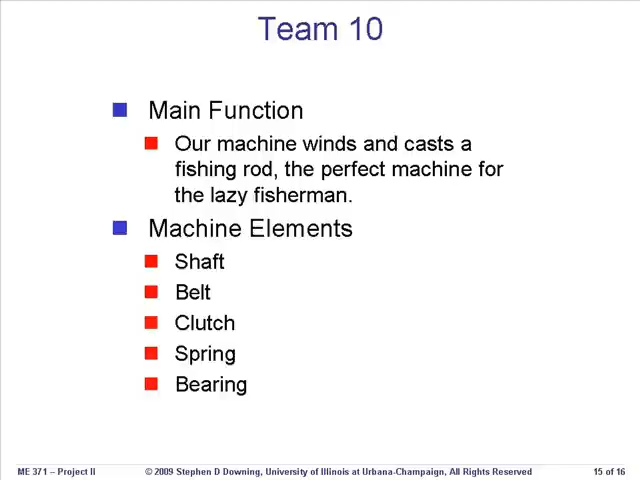 Team 10
Main Function
Our machine winds and casts a
fishing rod, the perfect machine for
the lazy fisherman.
Machine Elements
Shaft
Belt
Clutch
Spring
Bearing
ME 371 – Project II © 2009 Stephen D Downing, University of Illinois at Urbana-Champaign, All Rights Reserved 15 of 16